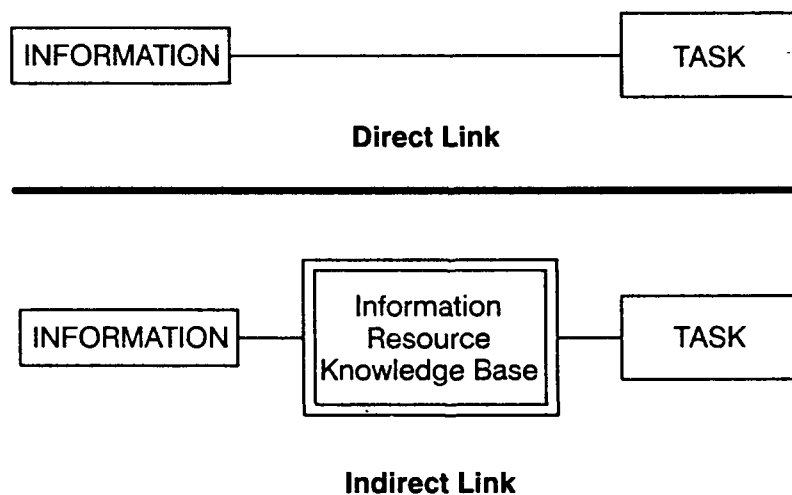 INFORMATION
TASK
Direct Link
INFORMATION
Information
Resource
Knowledge Base
TASK
Indirect Link